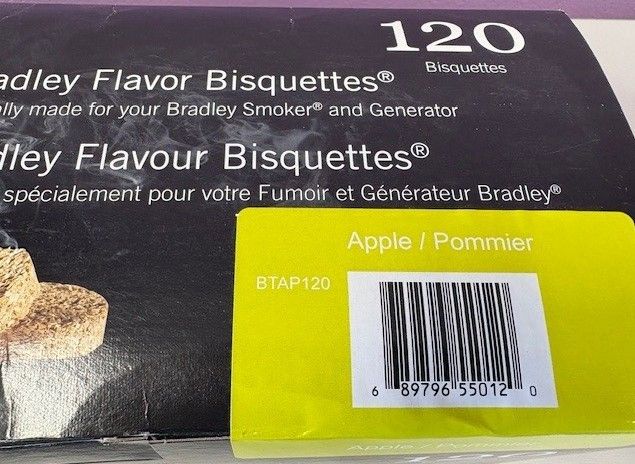 120
Bisquettes
adley Flavor Bisquettes®
lly made for your Bradley Smoker® and Generator
dley Flavour Bisquettes®
spécialement pour votre Fumoir et Générateur Bradley®
Apple / Pommier
BTAP120
6 89796 55012 0